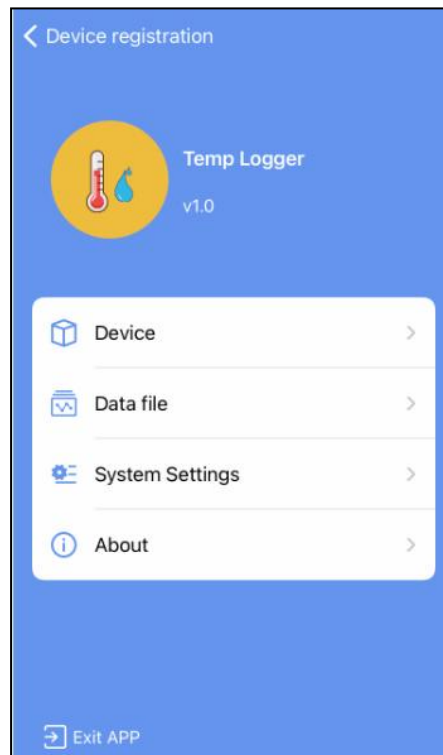 Device registration
Temp Logger
v1.0
Device
Data file
System Settings
About
Exit APP